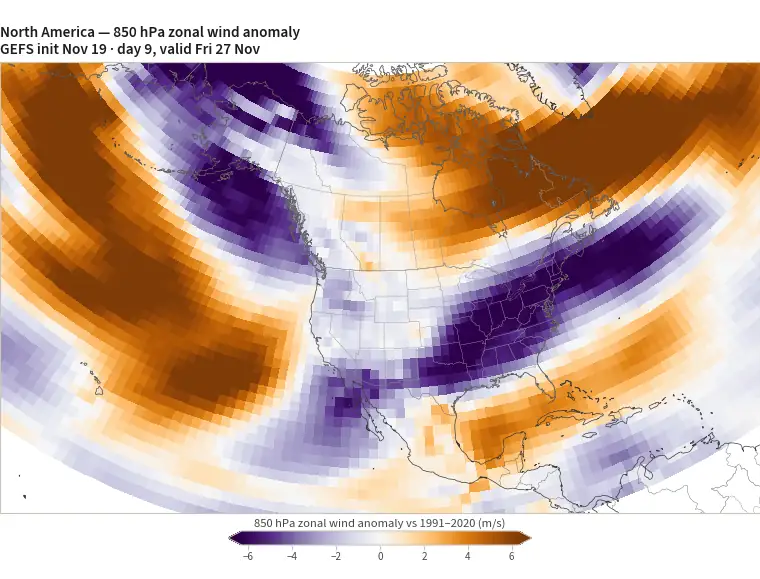 North America — 850 hPa zonal wind anomaly
GEFS init Nov 19 · day 9, valid Fri 27 Nov
850 hPa zonal wind anomaly vs 1991–2020 (m/s)
−6 −4 −2 0 2 4 6